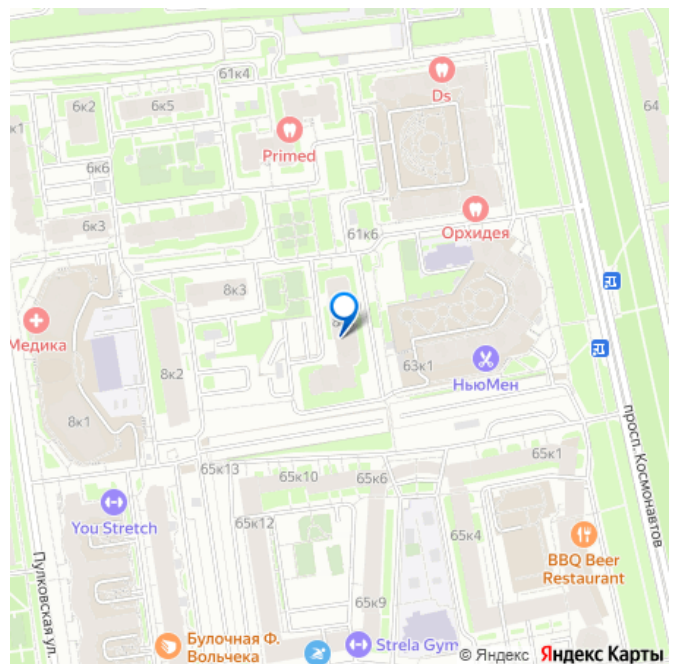 61к4
Ds
6к2
6к5
64
к1
Primed
6к6
6к3
Орхидея
61к6
8к3
Медика
8к2
63к1
НьюМен
8к1
просп. Космонавтов
65к13
65к10
65к6
65к1
You Stretch
65к12
65к4
BBQ Beer
Restaurant
Пулковская ул.
65к9
Булочная Ф.
Вольчека
Strela Gym
© Яндекс Яндекс Карты